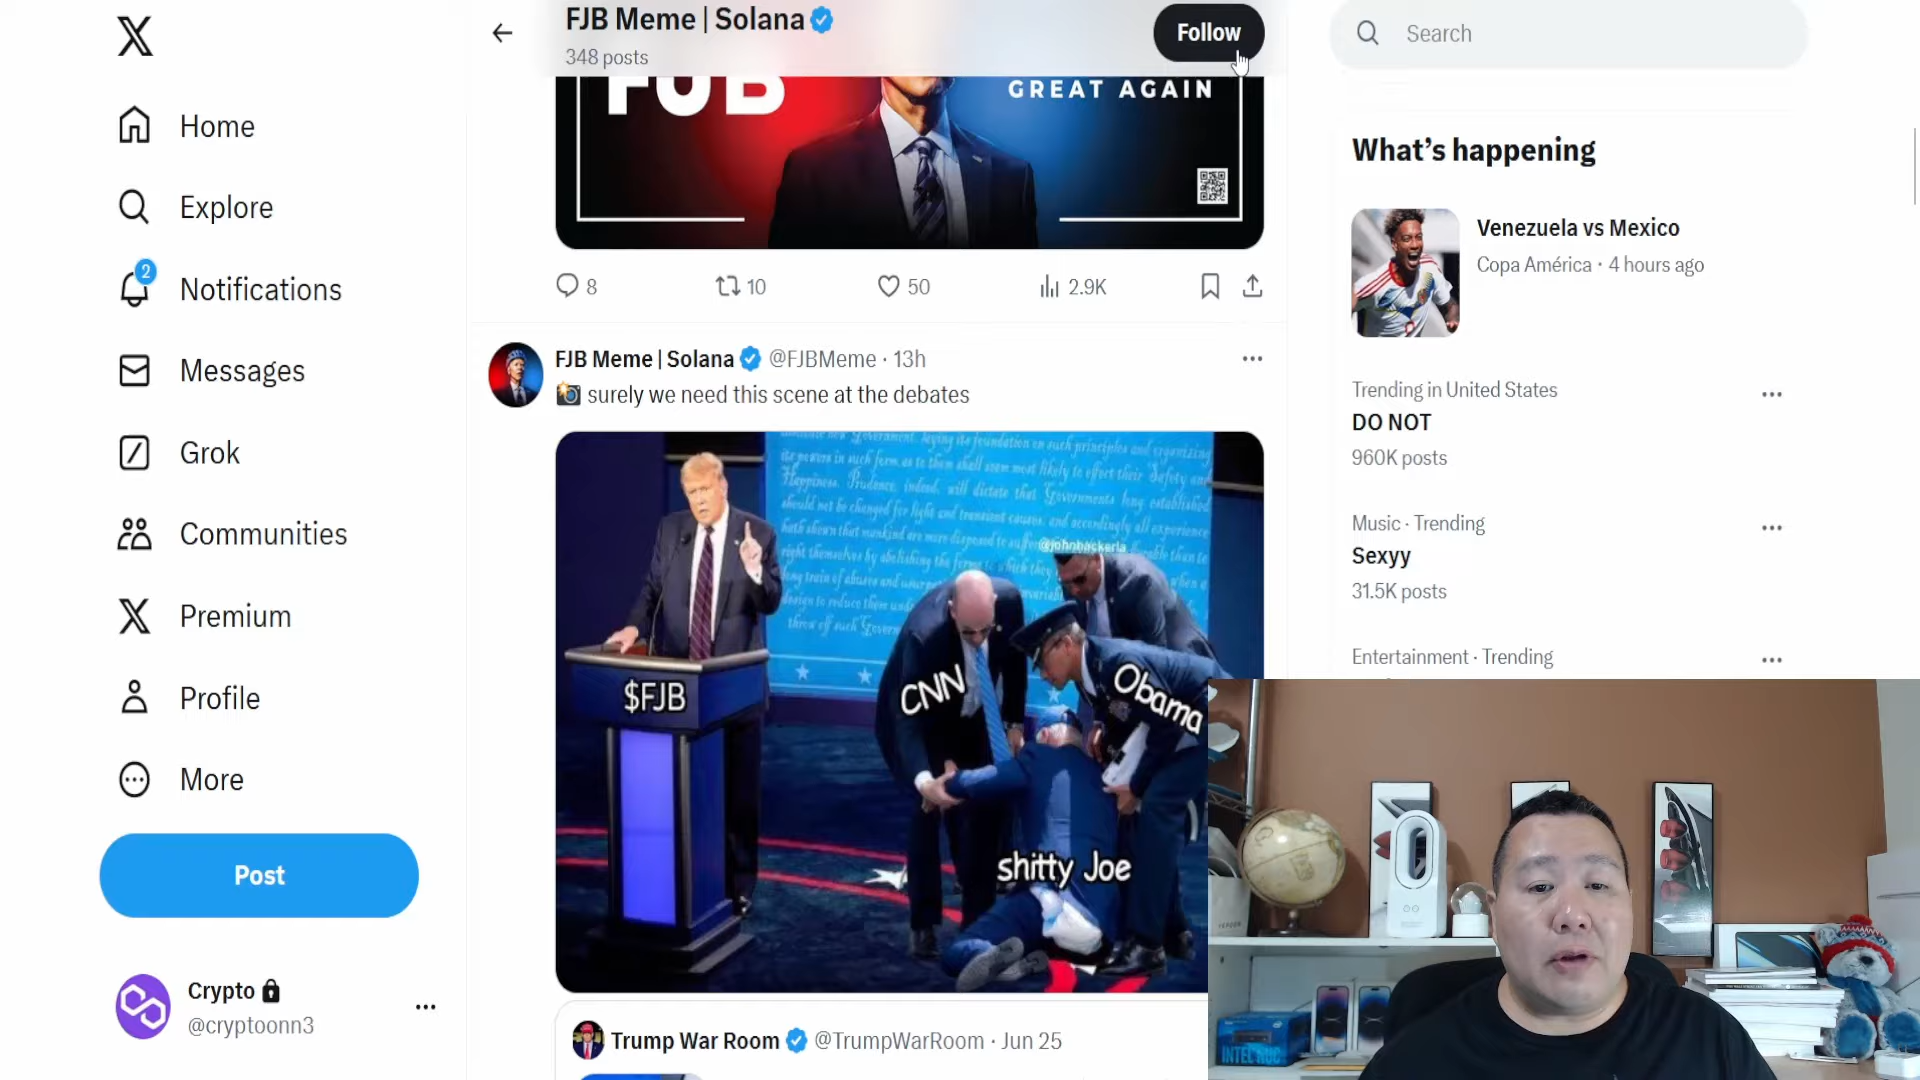 FJB Meme | Solana
348 posts
Follow
Search
Home
Explore
2
Notifications
Messages
Grok
Communities
Premium
Profile
More
Post
Crypto
@cryptoonn3
FJB
GREAT AGAIN
8
10
50
2.9K
FJB Meme | Solana @FJBMeme · 13h
surely we need this scene at the debates
@johnhackerla
$FJB
CNN
Obama
shitty Joe
Trump War Room @TrumpWarRoom · Jun 25
What's happening
Venezuela vs Mexico
Copa América · 4 hours ago
Trending in United States
DO NOT
960K posts
Music · Trending
Sexyy
31.5K posts
Entertainment · Trending
INTEL NUC